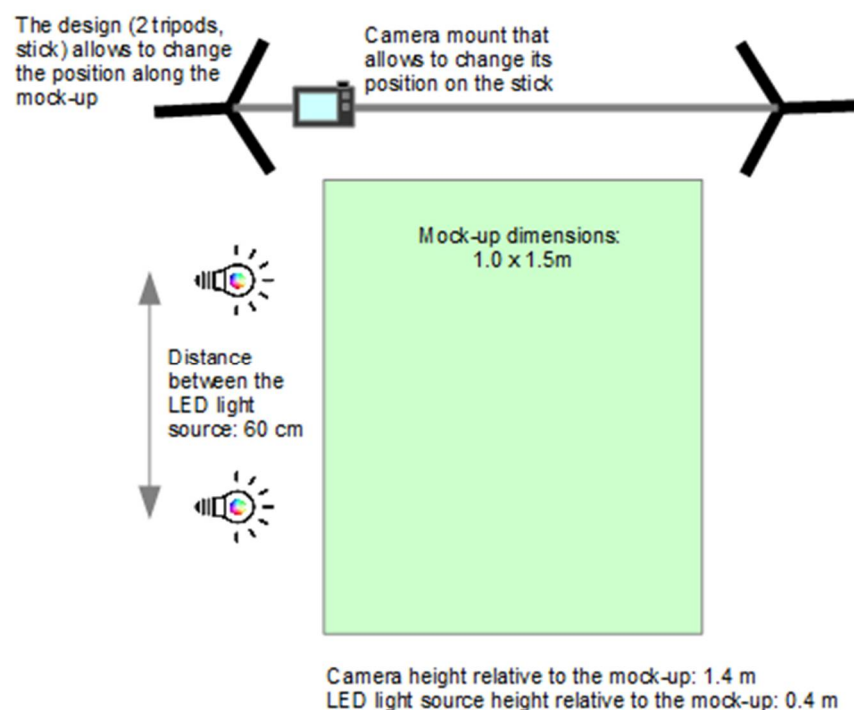 The design (2 tripods,
stick) allows to change
the position along the
mock-up
Camera mount that
allows to change its
position on the stick
Mock-up dimensions:
1.0 x 1.5m
Distance
between the
LED light
source: 60 cm
Camera height relative to the mock-up: 1.4 m
LED light source height relative to the mock-up: 0.4 m